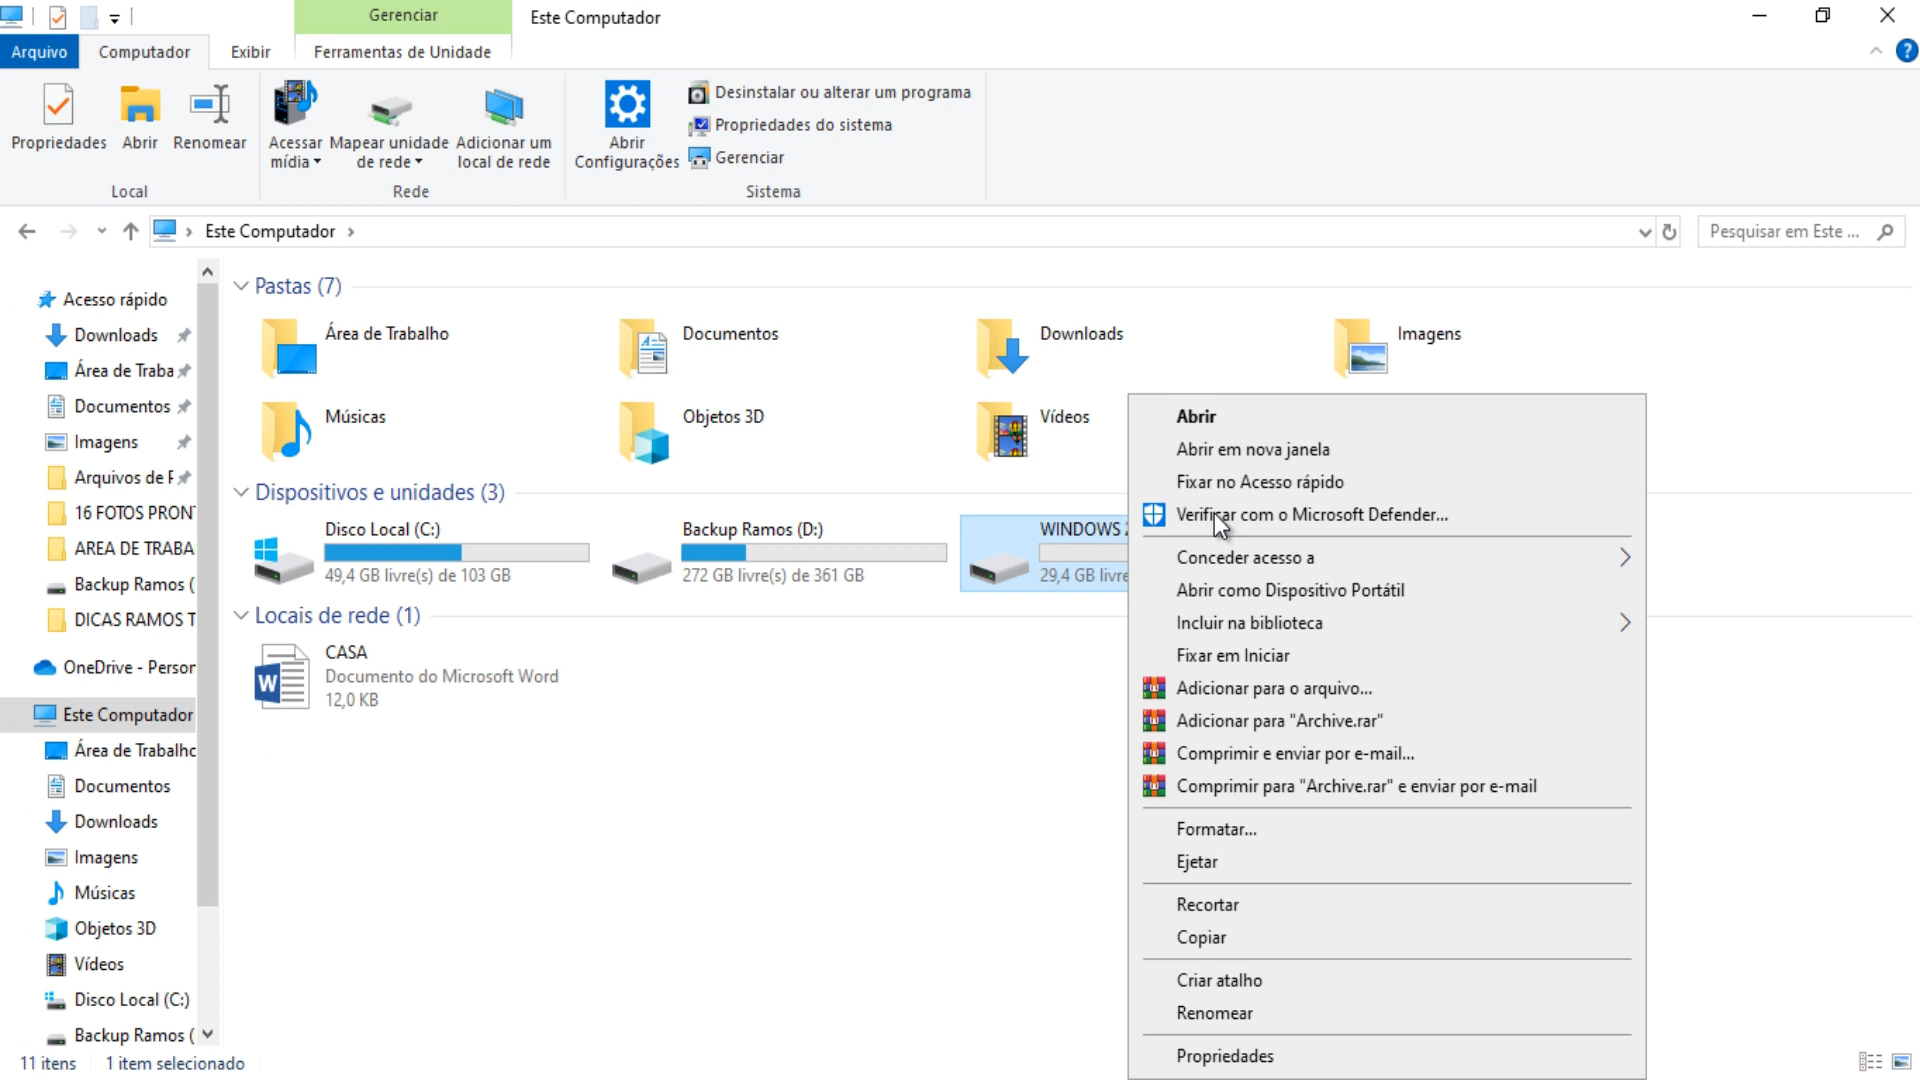 Gerenciar
Este Computador
Arquivo
Computador
Exibir
Ferramentas de Unidade
Propriedades
Abrir
Renomear
Acessar
mídia
Mapear unidade
de rede
Adicionar um
local de rede
Abrir
Configurações
Desinstalar ou alterar um programa
Propriedades do sistema
Gerenciar
Local
Rede
Sistema
Este Computador
Pesquisar em Este ...
Acesso rápido
Downloads
Área de Traba
Documentos
Imagens
Arquivos de
16 FOTOS PRON
AREA DE TRABA
Backup Ramos (
DICAS RAMOS T
OneDrive - Person
Este Computador
Área de Trabalho
Documentos
Downloads
Imagens
Músicas
Objetos 3D
Vídeos
Disco Local (C:)
Backup Ramos (
Pastas (7)
Área de Trabalho
Documentos
Downloads
Imagens
Músicas
Objetos 3D
Vídeos
Dispositivos e unidades (3)
Disco Local (C:)
49,4 GB livre(s) de 103 GB
Backup Ramos (D:)
272 GB livre(s) de 361 GB
WINDOWS
29,4 GB livre
Locais de rede (1)
CASA
Documento do Microsoft Word
12,0 KB
Abrir
Abrir em nova janela
Fixar no Acesso rápido
Verificar com o Microsoft Defender...
Conceder acesso a
Abrir como Dispositivo Portátil
Incluir na biblioteca
Fixar em Iniciar
Adicionar para o arquivo...
Adicionar para "Archive.rar"
Comprimir e enviar por e-mail...
Comprimir para "Archive.rar" e enviar por e-mail
Formatar...
Ejetar
Recortar
Copiar
Criar atalho
Renomear
Propriedades
11 itens
1 item selecionado